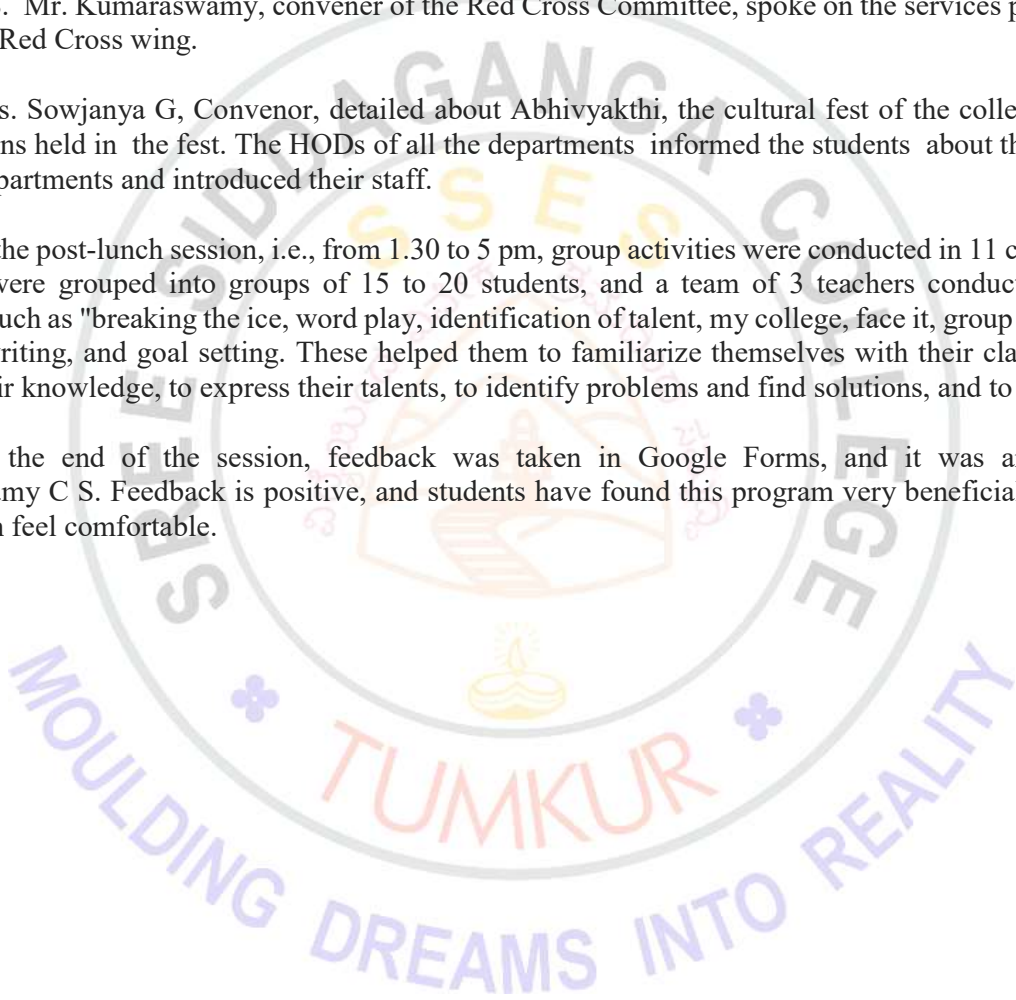 Mr. Kumaraswamy, convener of the Red Cross Committee, spoke on the services p
Red Cross wing.
s. Sowjanya G, Convenor, detailed about Abhivyakthi, the cultural fest of the colle
ns held in the fest. The HODs of all the departments informed the students about th
partments and introduced their staff.
the post-lunch session, i.e., from 1.30 to 5 pm, group activities were conducted in 11 c
were grouped into groups of 15 to 20 students, and a team of 3 teachers conduct
uch as "breaking the ice, word play, identification of talent, my college, face it, group
riting, and goal setting. These helped them to familiarize themselves with their cla
ir knowledge, to express their talents, to identify problems and find solutions, and to
the end of the session, feedback was taken in Google Forms, and it was a
my C S. Feedback is positive, and students have found this program very beneficial
n feel comfortable.
SREE SIDDAGANGA COLLEGE
SSES
TUMKUR
MOULDING DREAMS INTO REALITY